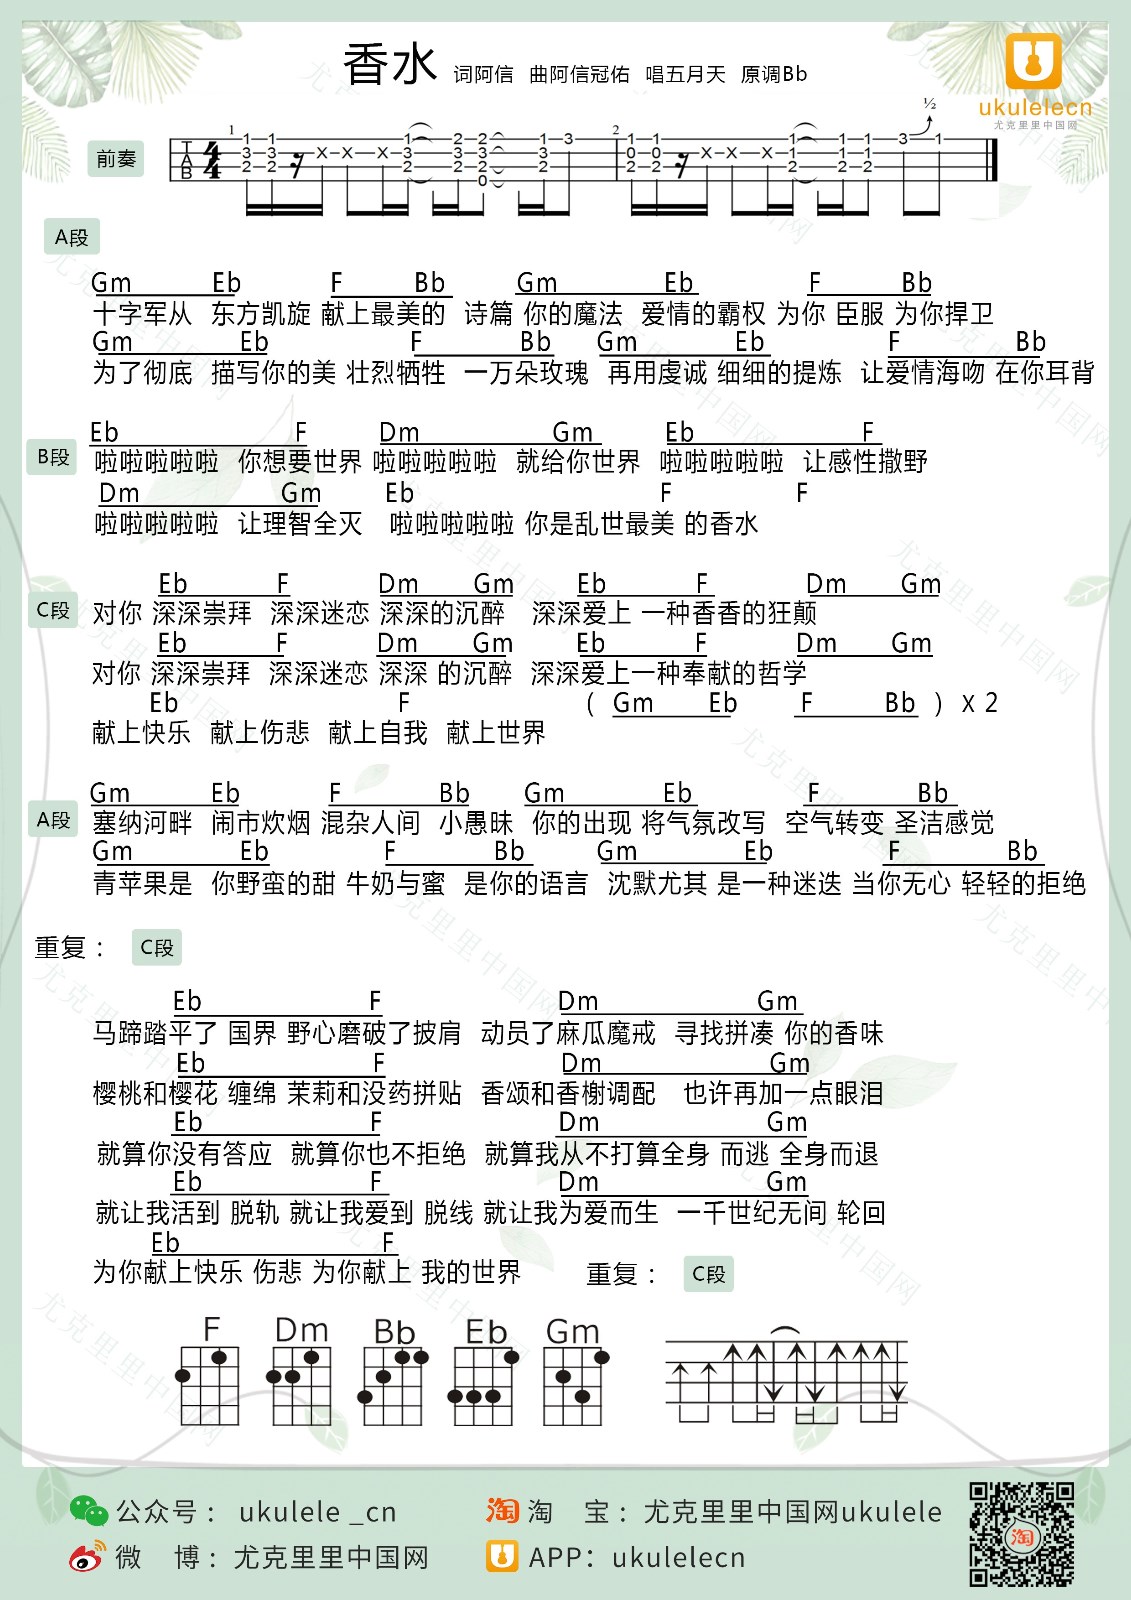 香水 词阿信 曲阿信冠佑 唱五月天 原调Bb
ukulelecn
尤克里里中国网
前奏
A段
Gm Eb F Bb Gm Eb F Bb
十字军从 东方凯旋 献上最美的 诗篇 你的魔法 爱情的霸权 为你 臣服 为你捍卫
Gm Eb F Bb Gm Eb F Bb
为了彻底 描写你的美 壮烈牺牲 一万朵玫瑰 再用虔诚 细细的提炼 让爱情海吻 在你耳背
Eb F Dm Gm Eb F
B段 啦啦啦啦啦 你想要世界 啦啦啦啦啦 就给你世界 啦啦啦啦啦 让感性撒野
Dm Gm Eb F F
啦啦啦啦啦 让理智全灭 啦啦啦啦啦 你是乱世最美 的香水
Eb F Dm Gm Eb F Dm Gm
C段 对你 深深崇拜 深深迷恋 深深的沉醉 深深爱上 一种香香的狂颠
Eb F Dm Gm Eb F Dm Gm
对你 深深崇拜 深深迷恋 深深 的沉醉 深深爱上一种奉献的哲学
Eb F ( Gm Eb F Bb ) X 2
献上快乐 献上伤悲 献上自我 献上世界
Gm Eb F Bb Gm Eb F Bb
A段 塞纳河畔 闹市炊烟 混杂人间 小愚昧 你的出现 将气氛改写 空气转变 圣洁感觉
Gm Eb F Bb Gm Eb F Bb
青苹果是 你野蛮的甜 牛奶与蜜 是你的语言 沈默尤其 是一种迷迭 当你无心 轻轻的拒绝
重复： C段
Eb F Dm Gm
马蹄踏平了 国界 野心磨破了披肩 动员了麻瓜魔戒 寻找拼凑 你的香味
Eb F Dm Gm
樱桃和樱花 缠绵 茉莉和没药拼贴 香颂和香榭调配 也许再加一点眼泪
Eb F Dm Gm
就算你没有答应 就算你也不拒绝 就算我从不打算全身 而逃 全身而退
Eb F Dm Gm
就让我活到 脱轨 就让我爱到 脱线 就让我为爱而生 一千世纪无间 轮回
Eb F
为你献上快乐 伤悲 为你献上 我的世界 重复： C段
F Dm Bb Eb Gm
公众号： ukulele _cn 淘 淘 宝：尤克里里中国网ukulele
微 博：尤克里里中国网 APP：ukulelecn